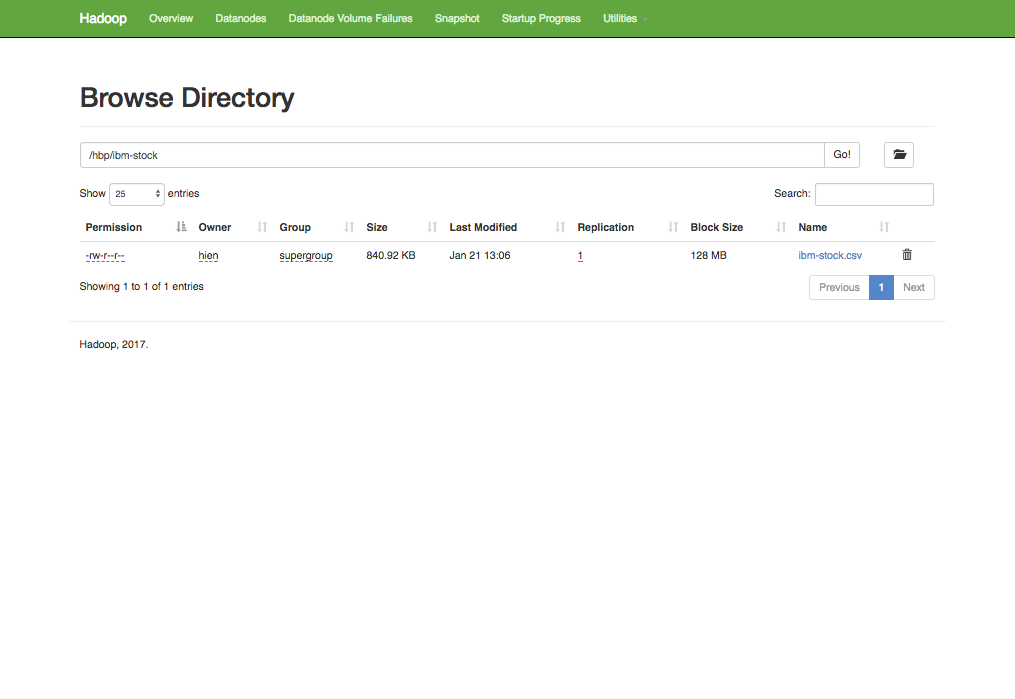 Hadoop Overview Datanodes Datanode Volume Failures Snapshot Startup Progress Utilities
Browse Directory
/hbp/ibm-stock Go!
Show 25 entries Search:
Permission Owner Group Size Last Modified Replication Block Size Name
-rw-r--r-- hien supergroup 840.92 KB Jan 21 13:06 1 128 MB ibm-stock.csv
Showing 1 to 1 of 1 entries Previous 1 Next
Hadoop, 2017.